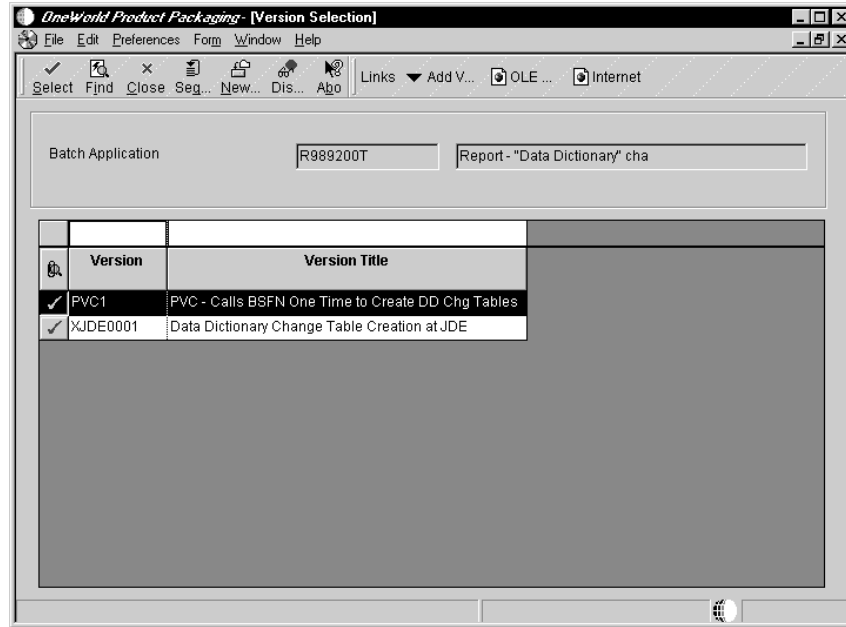 OneWorld Product Packaging - [Version Selection]
File Edit Preferences Form Window Help
Select Find Close Seq... New... Dis... Abo Links Add V... OLE ... Internet
Batch Application R989200T Report - "Data Dictionary" cha
Version Version Title
PVC1 PVC - Calls BSFN One Time to Create DD Chg Tables
XJDE0001 Data Dictionary Change Table Creation at JDE